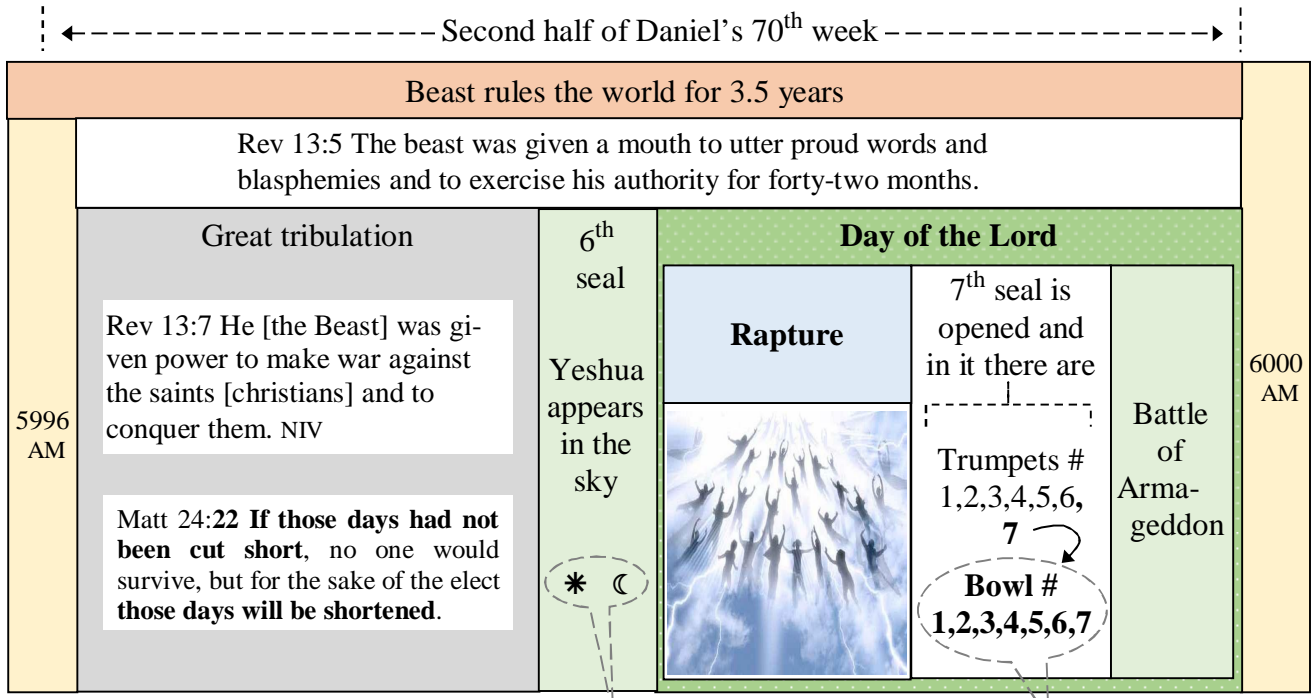 Second half of Daniel's 70th week
Beast rules the world for 3.5 years
Rev 13:5 The beast was given a mouth to utter proud words and
blasphemies and to exercise his authority for forty-two months.
5996
AM
Great tribulation
Rev 13:7 He [the Beast] was gi-
ven power to make war against
the saints [christians] and to
conquer them. NIV
Matt 24:22 If those days had not
been cut short, no one would
survive, but for the sake of the elect
those days will be shortened.
6th
seal
Yeshua
appears
in the
sky
Day of the Lord
Rapture
7th seal is
opened and
in it there are
Trumpets #
1,2,3,4,5,6,
7
Bowl #
1,2,3,4,5,6,7
Battle
of
Arma-
geddon
6000
AM